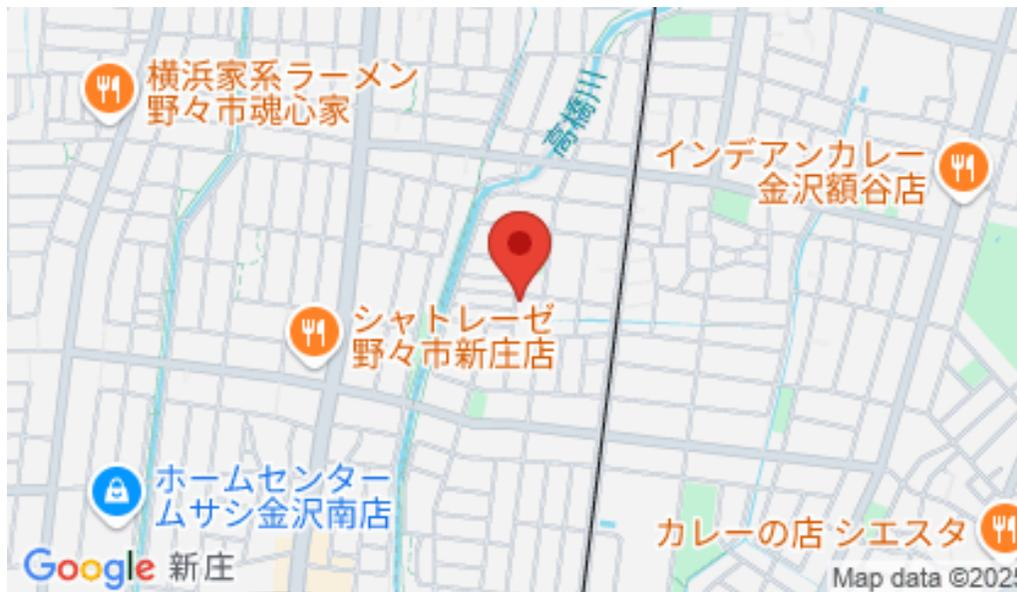 横浜家系ラーメン
野々市魂心家
高橋川
インデアンカレー
金沢額谷店
シャトレーゼ
野々市新庄店
ホームセンター
ムサシ金沢南店
カレーの店 シエスタ
Google 新庄
Map data ©2025